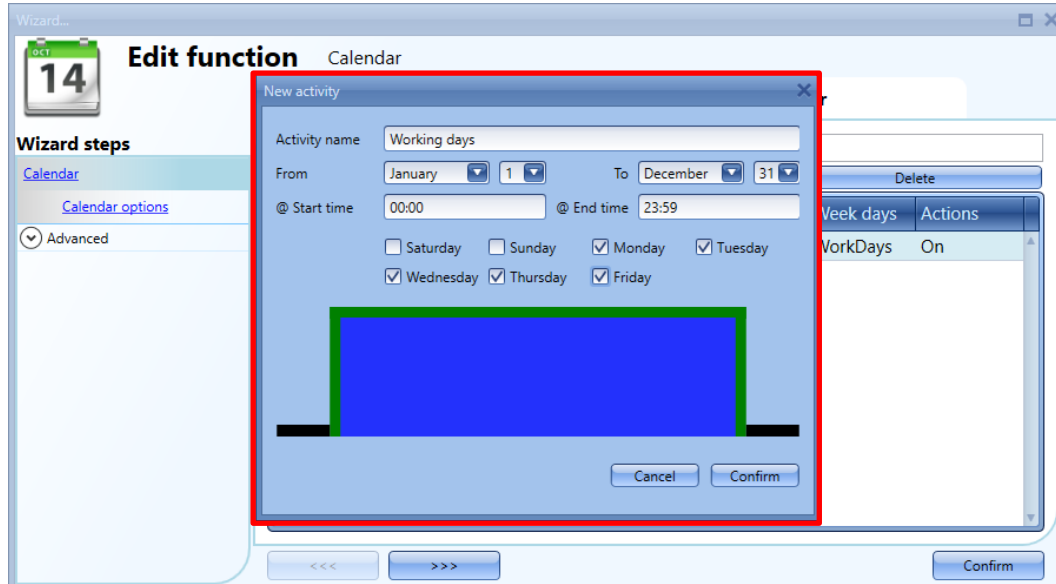 Wizard...
OCT
14
Edit function Calendar
New activity
r
Wizard steps
Calendar
Calendar options
Advanced
Activity name Working days
From January 1 To December 31
@ Start time 00:00 @ End time 23:59
Saturday Sunday Monday Tuesday
Wednesday Thursday Friday
Cancel Confirm
Delete
Week days Actions
WorkDays On
<<< >>> Confirm